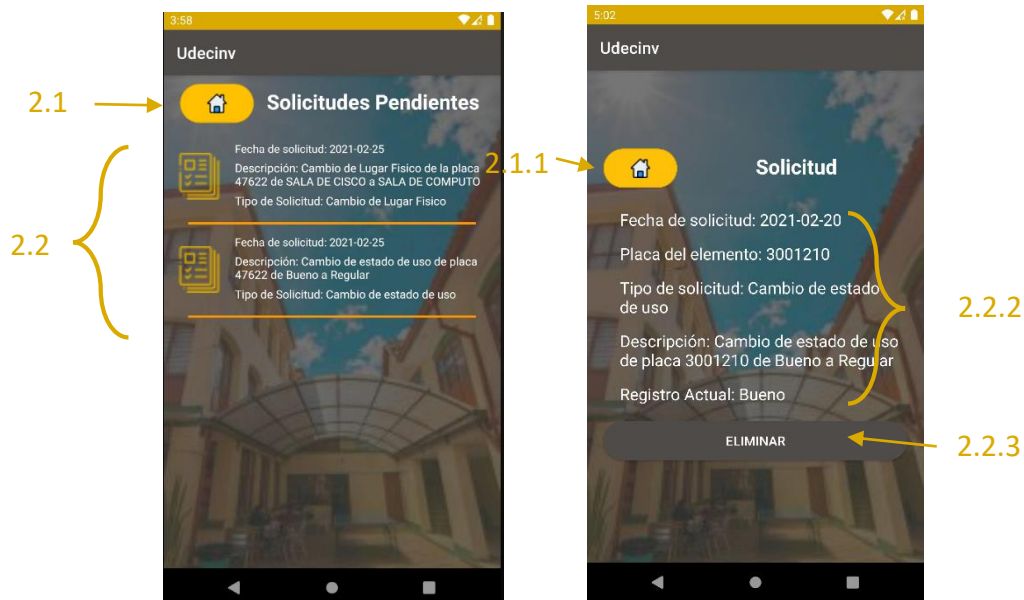 3:58
Udecinv
2.1
Solicitudes Pendientes
2.2
Fecha de solicitud: 2021-02-25
Descripción: Cambio de Lugar Fisico de la placa
47622 de SALA DE CISCO a SALA DE COMPUTO
Tipo de Solicitud: Cambio de Lugar Fisico
Fecha de solicitud: 2021-02-25
Descripción: Cambio de estado de uso de placa
47622 de Bueno a Regular
Tipo de Solicitud: Cambio de estado de uso
5:02
Udecinv
2.1.1
Solicitud
Fecha de solicitud: 2021-02-20
Placa del elemento: 3001210
Tipo de solicitud: Cambio de estado
de uso
Descripción: Cambio de estado de uso
de placa 3001210 de Bueno a Regular
Registro Actual: Bueno
2.2.2
ELIMINAR
2.2.3